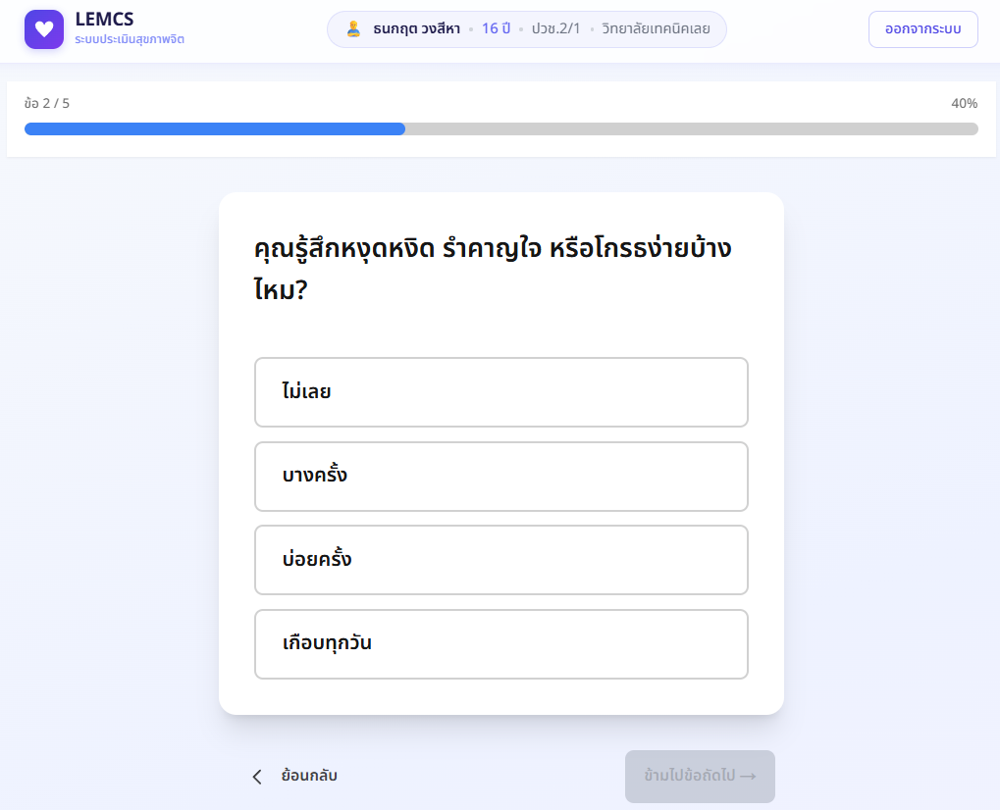 LEMCS
ระบบประเมินสุขภาพจิต
ธนกฤต วงสีหา • 16 ปี • ปวช.2/1 • วิทยาลัยเทคนิคเลย
ออกจากระบบ
ข้อ 2 / 5
40%
คุณรู้สึกหงุดหงิด รำคาญใจ หรือโกรธง่ายบ้าง
ไหม?
ไม่เลย
บางครั้ง
บ่อยครั้ง
เกือบทุกวัน
ย้อนกลับ
ข้ามไปข้อถัดไป →